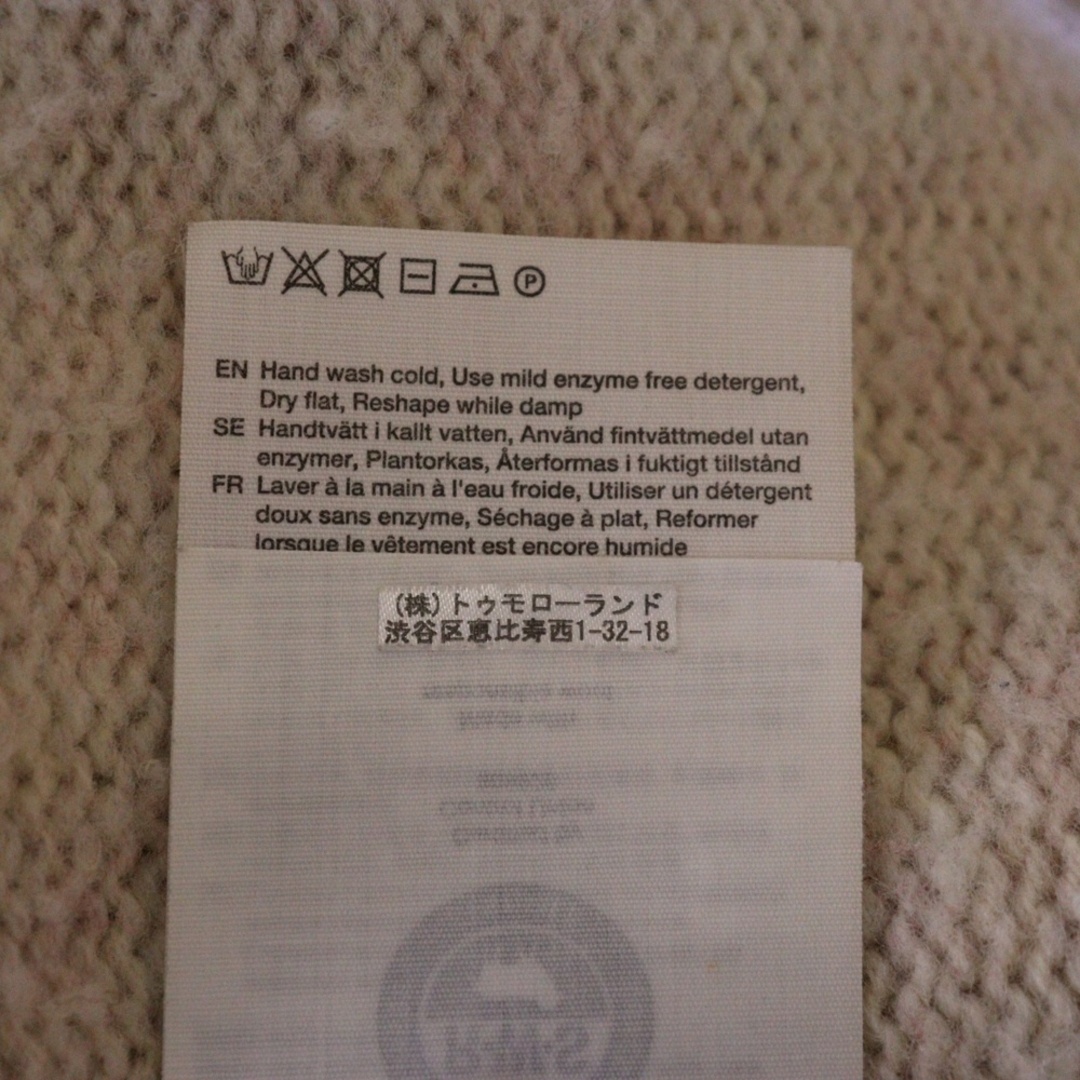 P
EN Hand wash cold, Use mild enzyme free detergent,
Dry flat, Reshape while damp
SE Handtvätt i kallt vatten, Använd fintvättmedel utan
enzymer, Plantorkas, Återformas i fuktigt tillstånd
FR Laver à la main à l'eau froide, Utiliser un détergent
doux sans enzyme, Séchage à plat, Reformer
lorsque le vêtement est encore humide
(株)トゥモローランド
渋谷区恵比寿西1-32-18